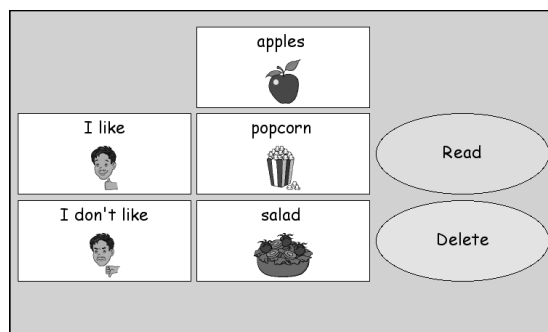 apples
I like
popcorn
Read
I don't like
salad
Delete